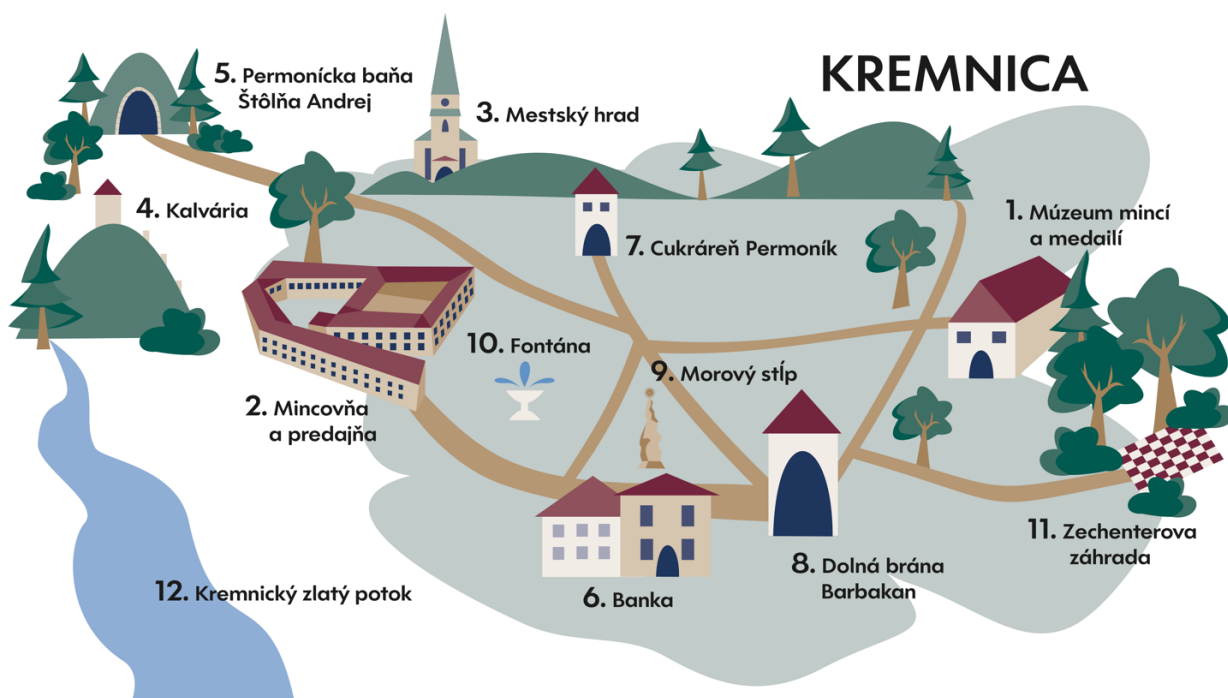 KREMNICA
5. Permonícka baňa
Štôlňa Andrej
3. Mestský hrad
4. Kalvária
7. Cukráreň Permoník
1. Múzeum mincí
a medailí
10. Fontána
9. Morový stĺp
2. Mincovňa
a predajňa
11. Zechenterova
záhrada
8. Dolná brána
Barbakan
12. Kremnický zlatý potok
6. Banka